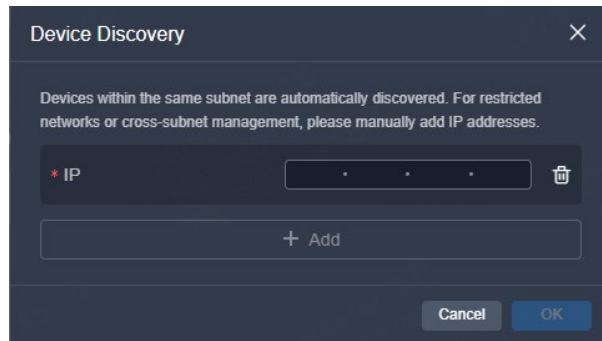 Device Discovery
Devices within the same subnet are automatically discovered. For restricted
networks or cross-subnet management, please manually add IP addresses.
* IP
+ Add
Cancel OK